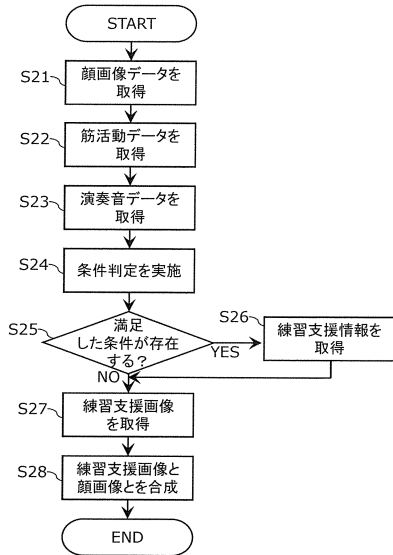 START
S21
顔画像データを
取得
S22
筋活動データを
取得
S23
演奏音データを
取得
S24
条件判定を実施
S25
満足
した条件が存在
する?
YES
NO
S26
練習支援情報を
取得
S27
練習支援画像
を取得
S28
練習支援画像と
顔画像とを合成
END